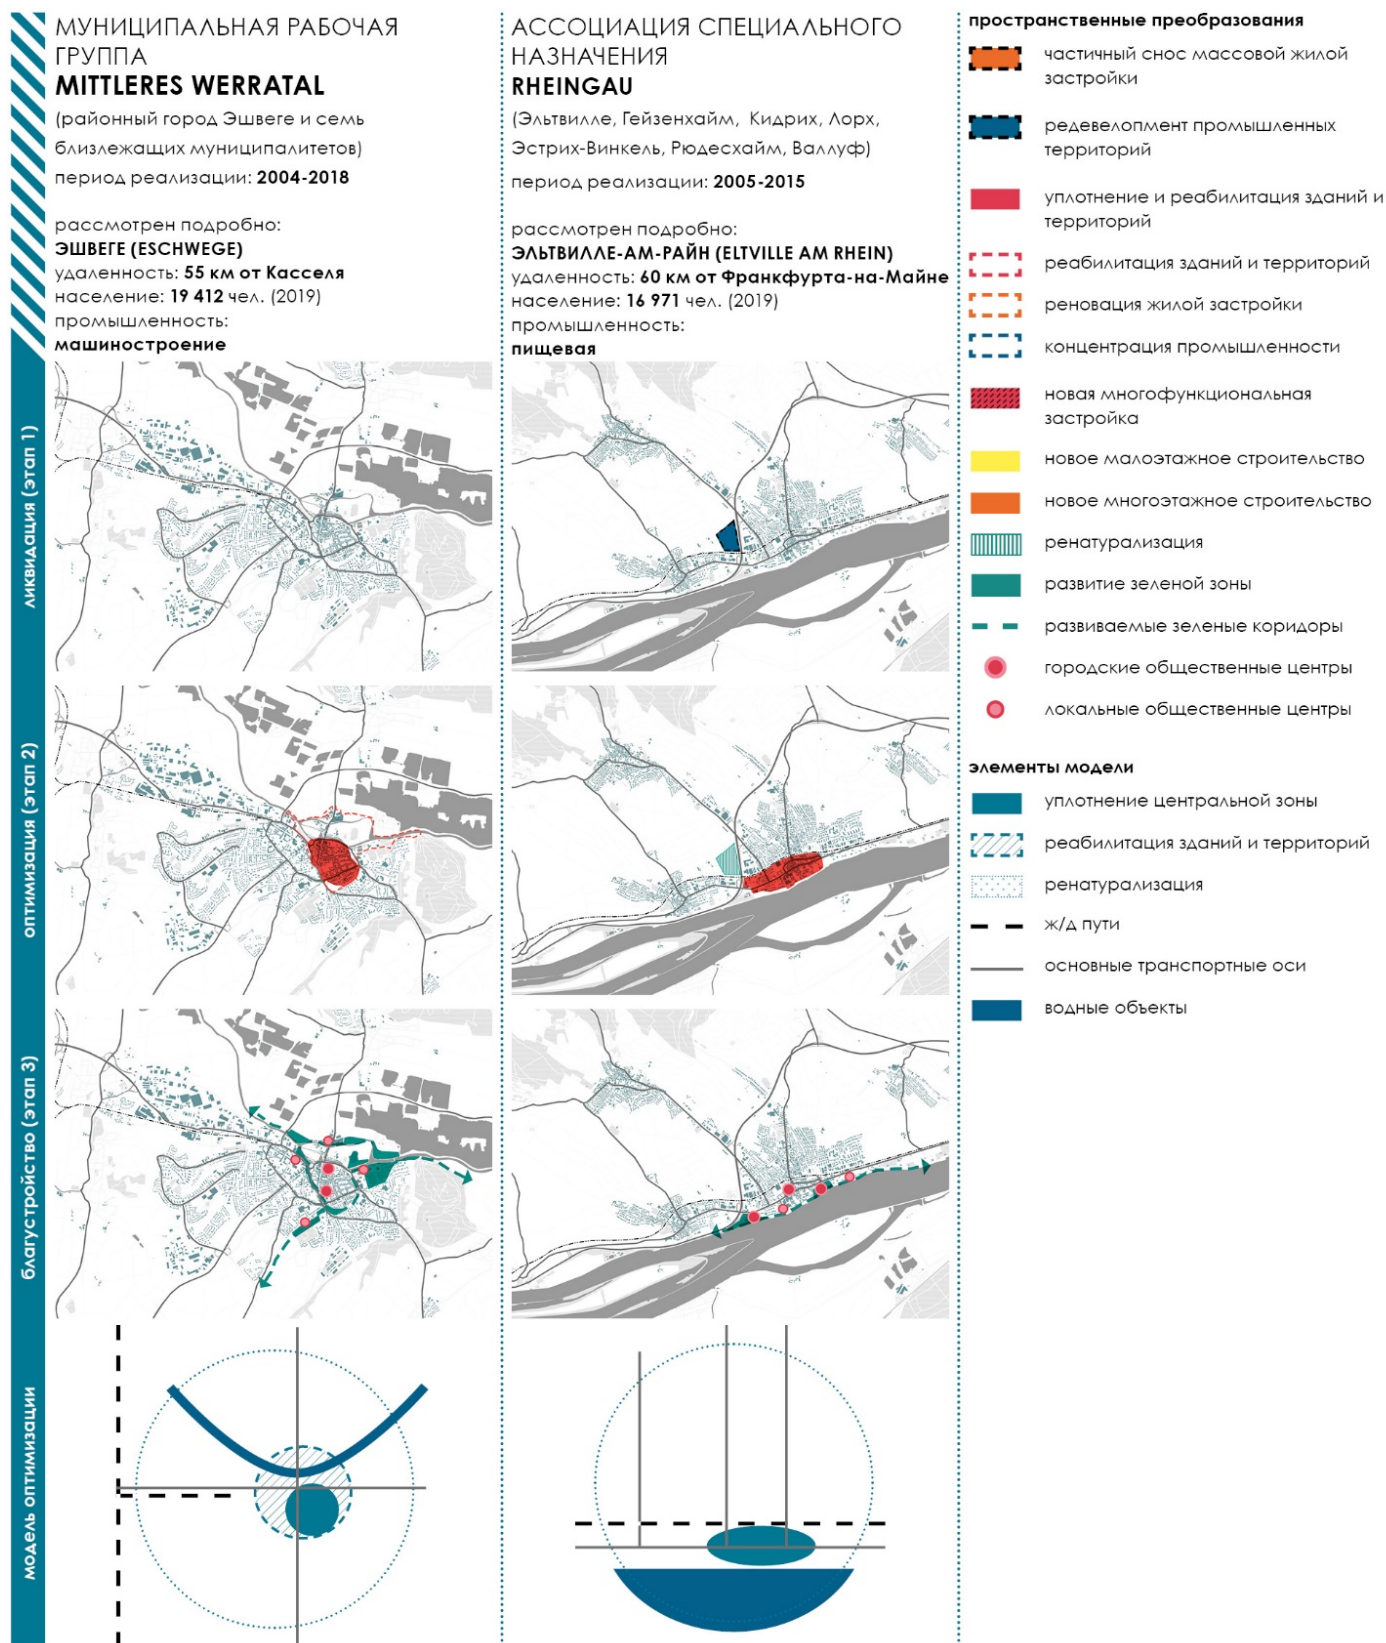 МУНИЦИПАЛЬНАЯ РАБОЧАЯ
ГРУППА
MITTLERES WERRATAL
(районный город Эшвеге и семь
близлежащих муниципалитетов)
период реализации: 2004-2018
рассмотрен подробно:
ЭШВЕГЕ (ESCHWEGE)
удаленность: 55 км от Касселя
население: 19 412 чел. (2019)
промышленность:
машиностроение
АССОЦИАЦИЯ СПЕЦИАЛЬНОГО
НАЗНАЧЕНИЯ
RHEINGAU
(Эльтвилле, Гейзенхайм, Кидрих, Лорх,
Эстрих-Винкель, Рюдесхайм, Валлуф)
период реализации: 2005-2015
рассмотрен подробно:
ЭЛЬТВИЛЛЕ-АМ-РАЙН (ELTVILLE AM RHEIN)
удаленность: 60 км от Франкфурта-на-Майне
население: 16 971 чел. (2019)
промышленность:
пищевая
ликвидация (этап 1)
оптимизация (этап 2)
благустройство (этап 3)
модель оптимизации
пространственные преобразования
частичный снос массовой жилой
застройки
редевелопмент промышленных
территорий
уплотнение и реабилитация зданий и
территорий
реабилитация зданий и территорий
реновация жилой застройки
концентрация промышленности
новая многофункциональная
застройка
новое малоэтажное строительство
новое многоэтажное строительство
ренатурализация
развитие зеленой зоны
развиваемые зеленые коридоры
городские общественные центры
локальные общественные центры
элементы модели
уплотнение центральной зоны
реабилитация зданий и территорий
ренатурализация
ж/д пути
основные транспортные оси
водные объекты